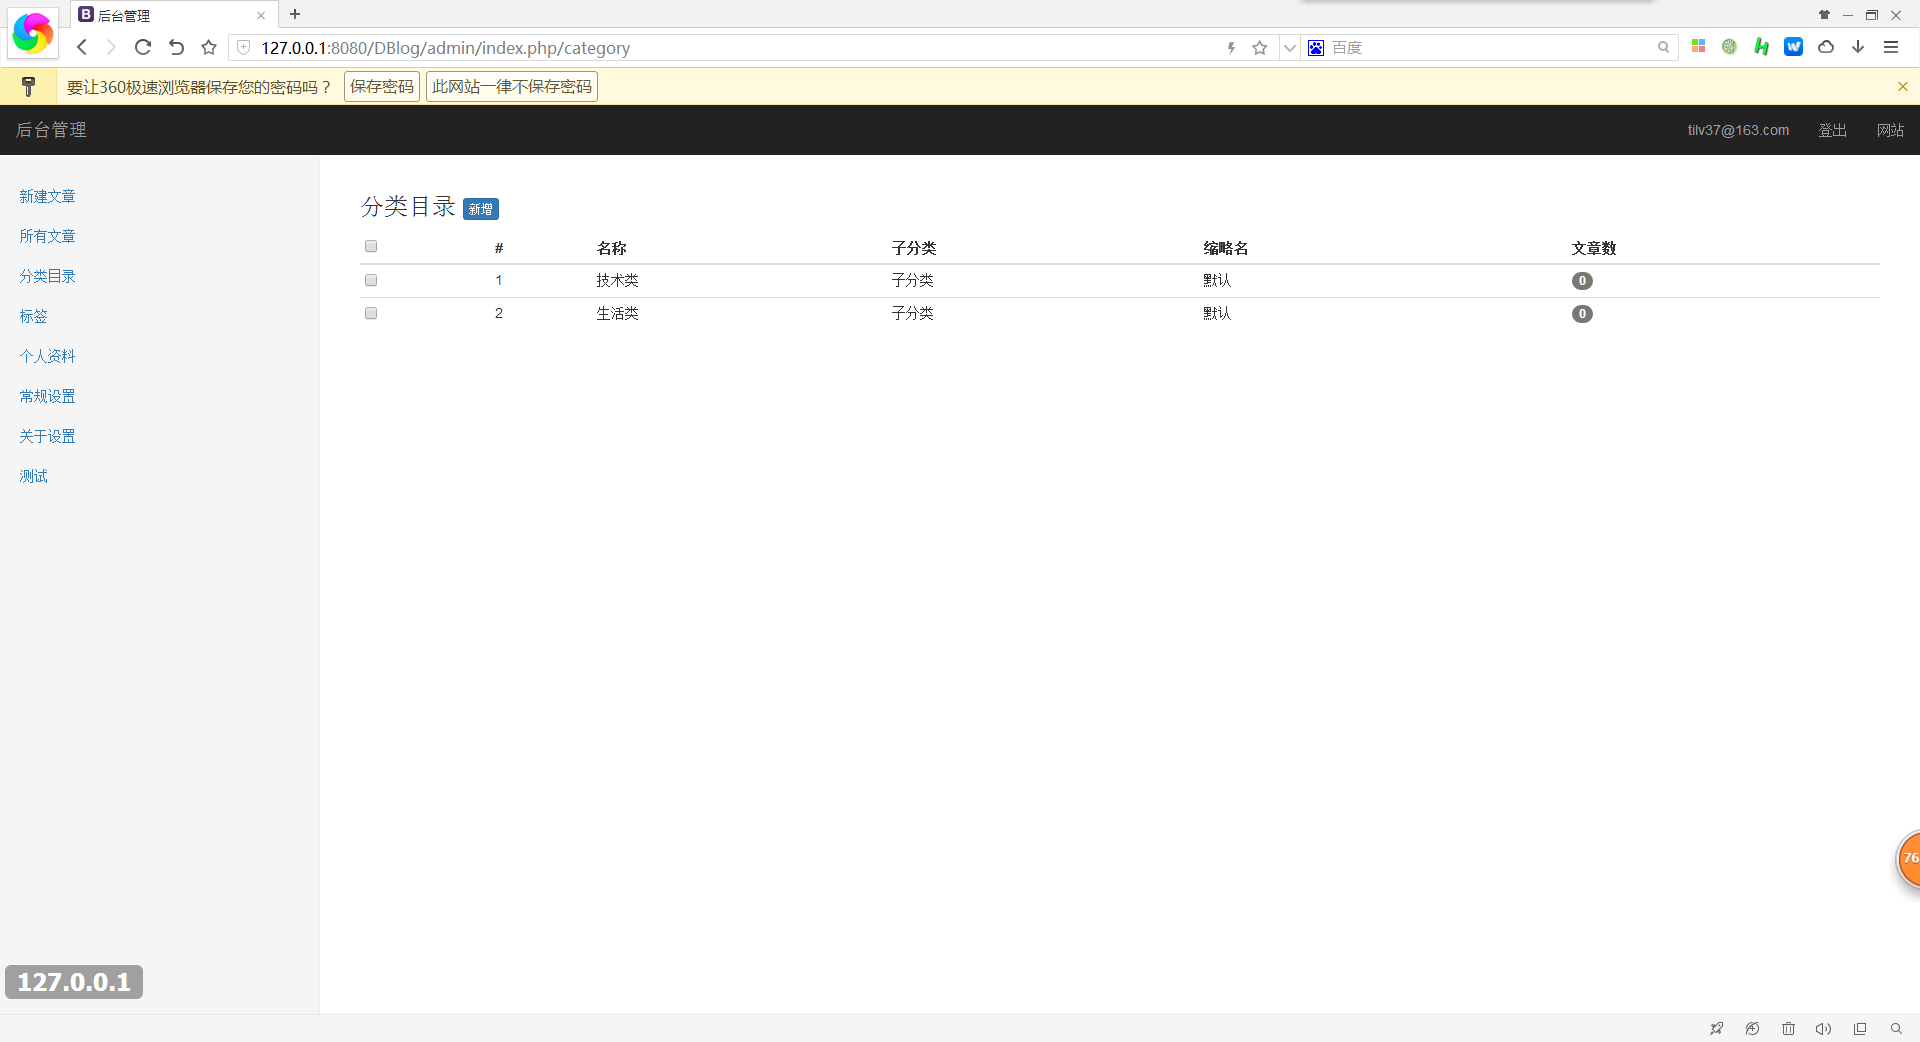 后台管理
127.0.0.1:8080/DBlog/admin/index.php/category
百度
要让360极速浏览器保存您的密码吗？ 保存密码 此网站一律不保存密码
后台管理 tilv37@163.com 登出 网站
新建文章
所有文章
分类目录
标签
个人资料
常规设置
关于设置
测试
分类目录 新增
# 名称 子分类 缩略名 文章数
1 技术类 子分类 默认 0
2 生活类 子分类 默认 0
76
127.0.0.1